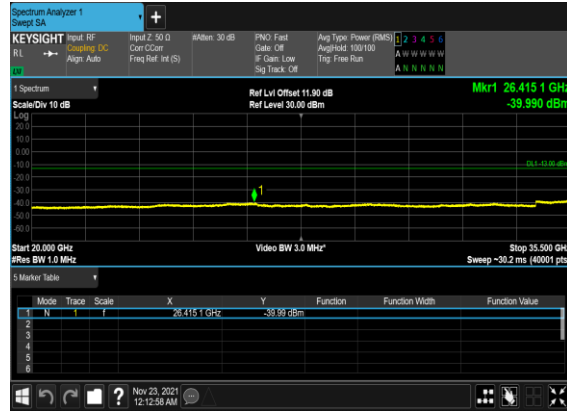 Spectrum Analyzer 1
Swept SA
+
KEYSIGHT Input: RF Input Z: 50 Ω #Atten: 30 dB PNO: Fast Avg Type: Power (RMS) 1 2 3 4 5 6
RL Coupling: DC Corr CCorr Gate: Off Avg|Hold: 100/100 A W W W W W
Align: Auto Freq Ref: Int (S) IF Gain: Low Trig: Free Run
Sig Track: Off A N N N N N
1 Spectrum Ref Lvl Offset 11.90 dB Mkr1 26.415 1 GHz
Scale/Div 10 dB Ref Level 30.00 dBm -39.990 dBm
Log
20.0
10.0
0.00
-10.0 DL1 -13.00 dBm
-20.0
-30.0
1
-40.0
-50.0
-60.0
Start 20.000 GHz Video BW 3.0 MHz* Stop 35.500 GHz
#Res BW 1.0 MHz Sweep ~30.2 ms (40001 pts)
5 Marker Table
Mode Trace Scale X Y Function Function Width Function Value
1 N 1 f 26.415 1 GHz -39.99 dBm
2
3
4
5
6
? Nov 23, 2021
12:12:58 AM